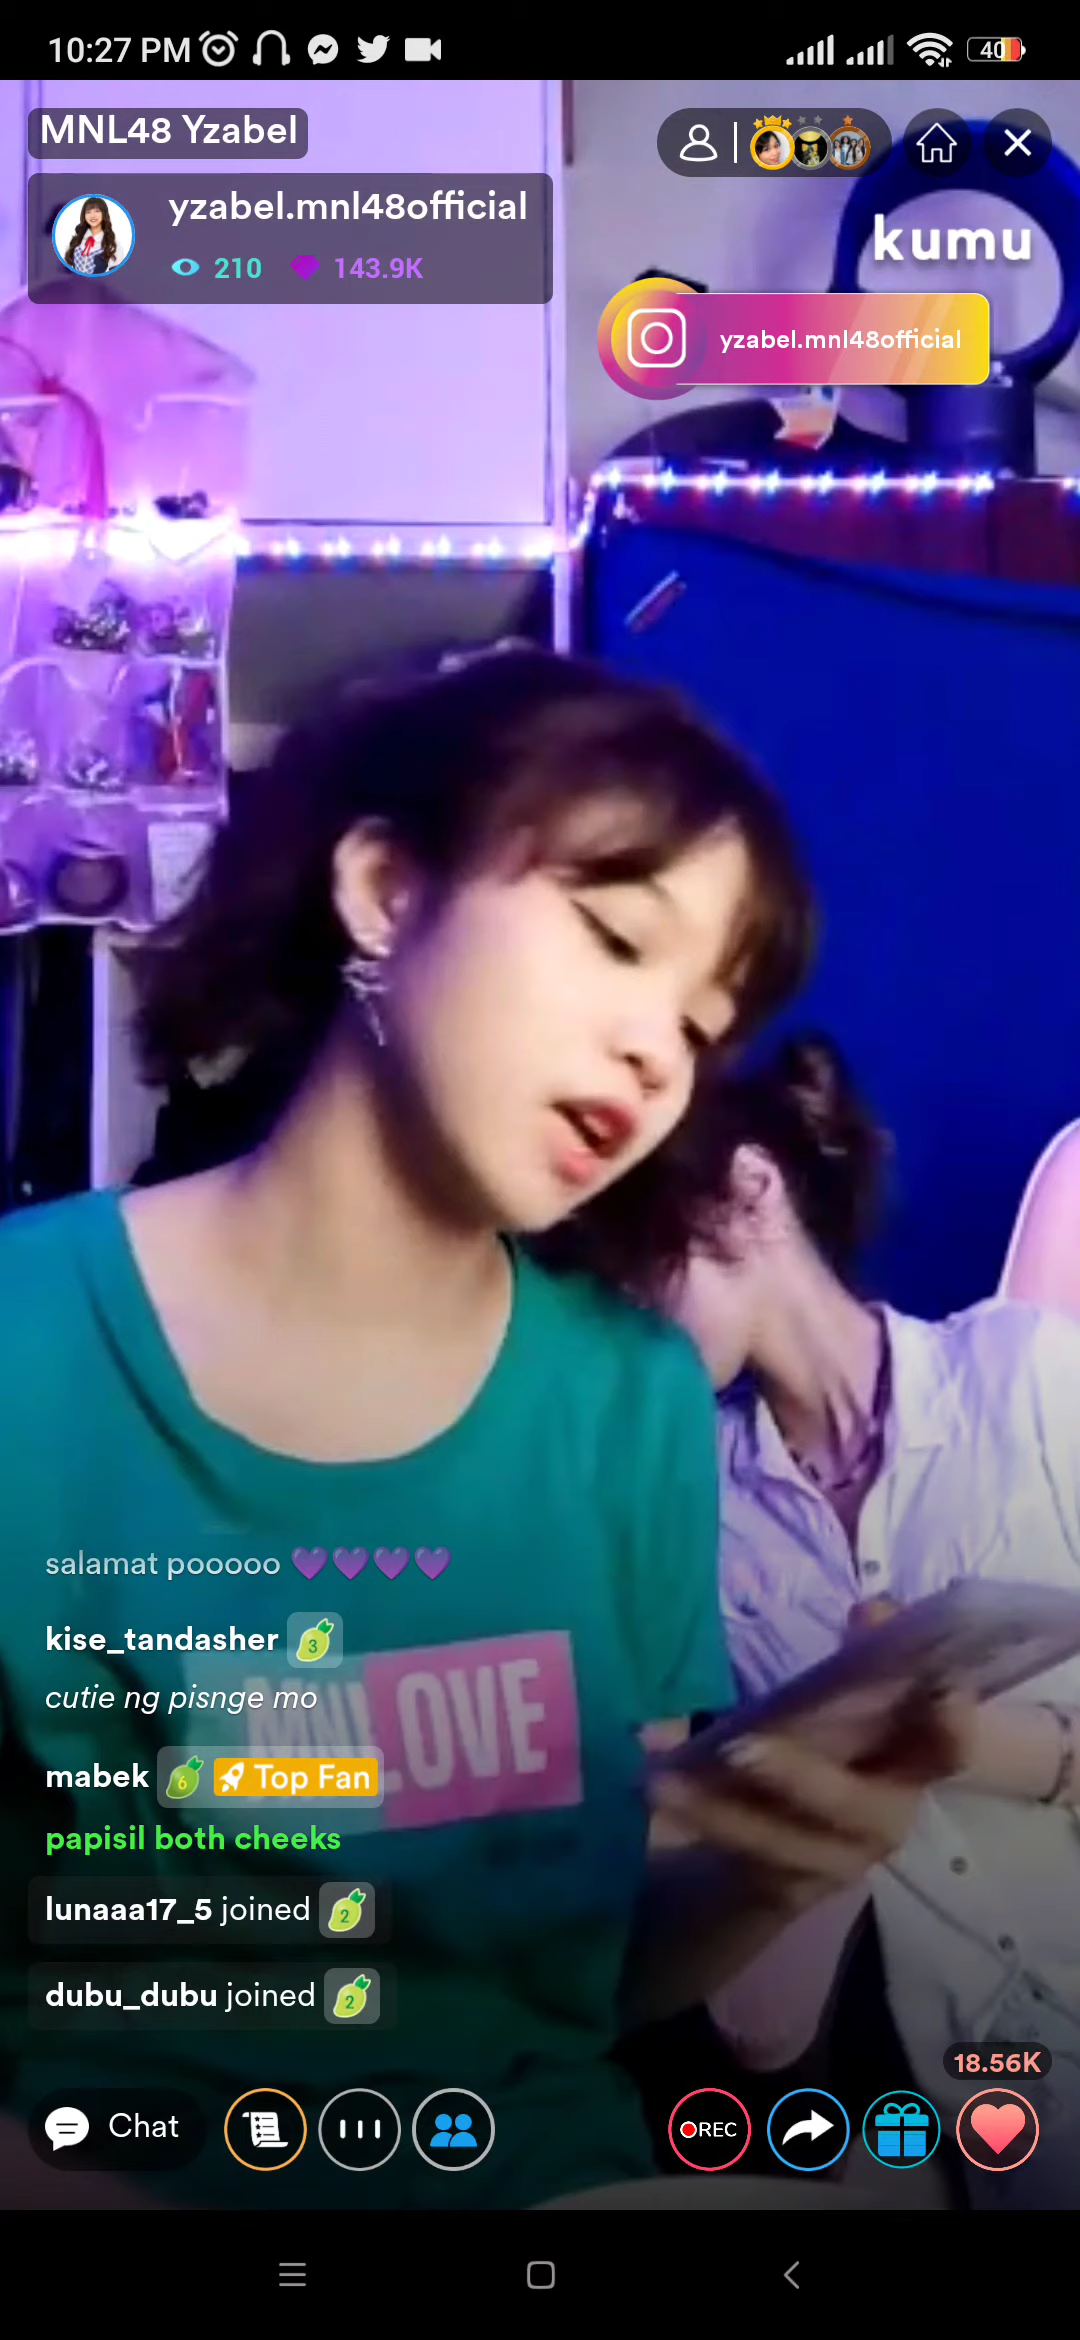 10:27 PM
40
MNL48 Yzabel
yzabel.mnl48official
210 143.9K
kumu
yzabel.mnl48official
salamat pooooo 💜💜💜💜
kise_tandasher 3
cutie ng pisnge mo
MNLOVE
mabek 6 Top Fan
papisil both cheeks
lunaaa17_5 joined 2
dubu_dubu joined 2
18.56K
Chat
REC